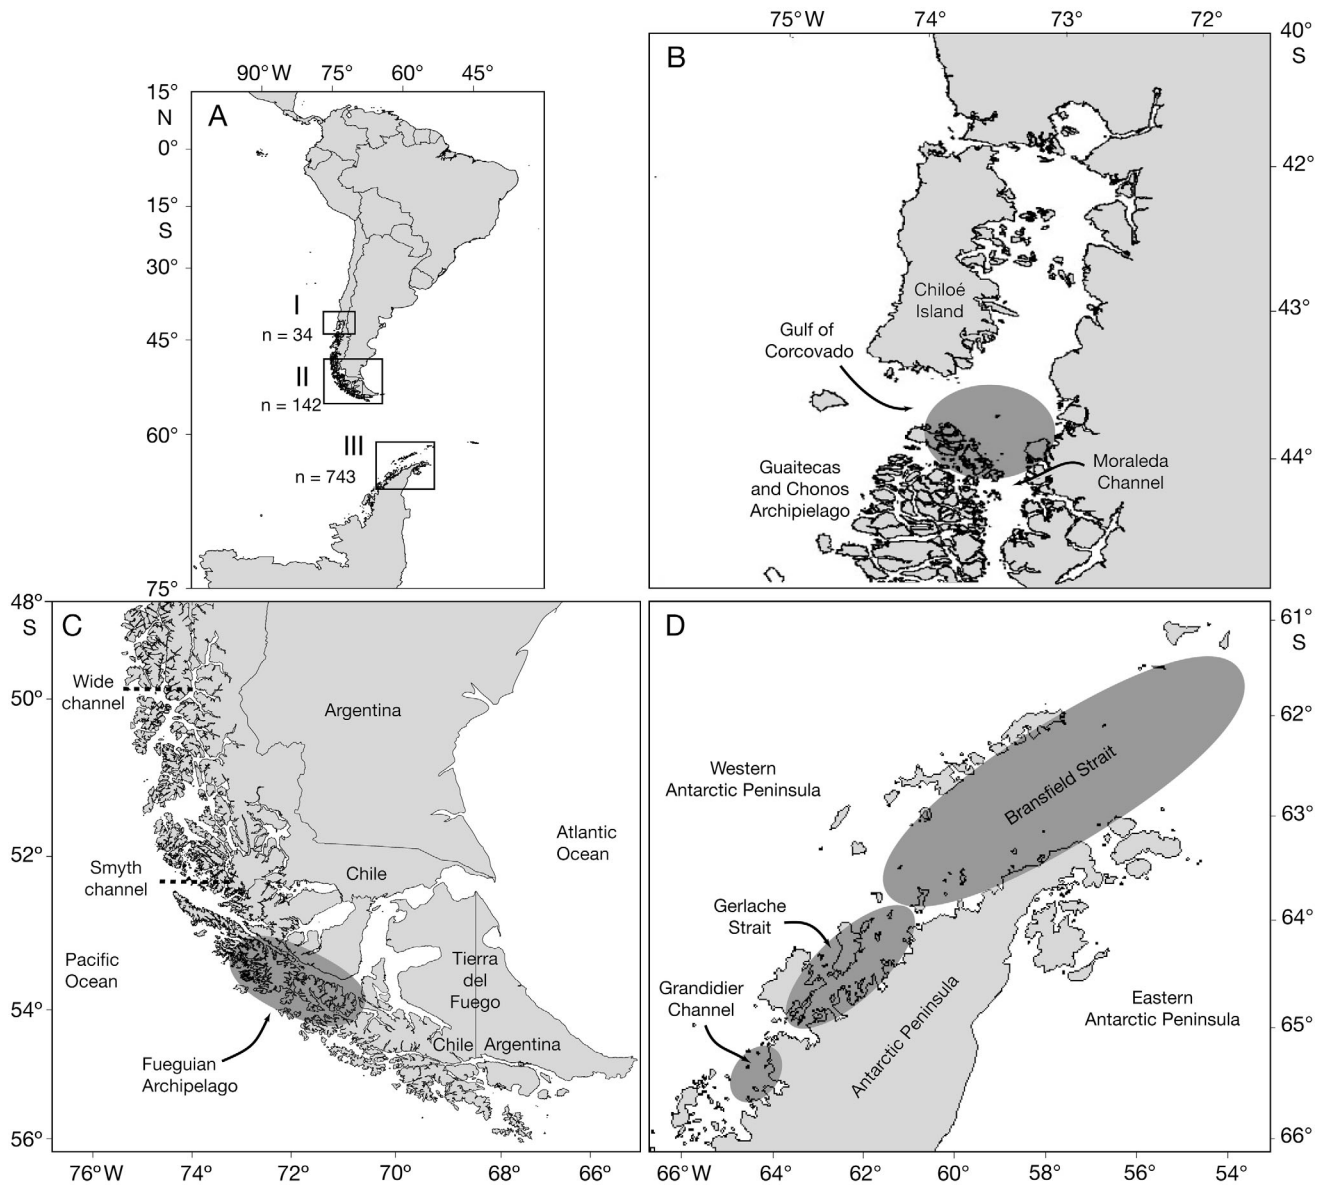 90°W 75° 60° 45°
15°
N
0°
15°
S
30°
45°
60°
75°
A
I
n = 34
II
n = 142
III
n = 743
75°W 74° 73° 72°
40°
S
42°
43°
44°
B
Chiloé
Island
Gulf of
Corcovado
Guaitecas
and Chonos
Archipielago
Moraleda
Channel
48°
S
50°
52°
54°
56°
C
Wide
channel
Argentina
Atlantic
Ocean
Smyth
channel
Chile
Pacific
Ocean
Tierra
del
Fuego
Chile Argentina
Fueguian
Archipelago
76°W 74° 72° 70° 68° 66°
D
61°
S
62°
63°
64°
65°
66°
Western
Antarctic Peninsula
Bransfield Strait
Gerlache
Strait
Grandidier
Channel
Antarctic Peninsula
Eastern
Antarctic Peninsula
66°W 64° 62° 60° 58° 56° 54°